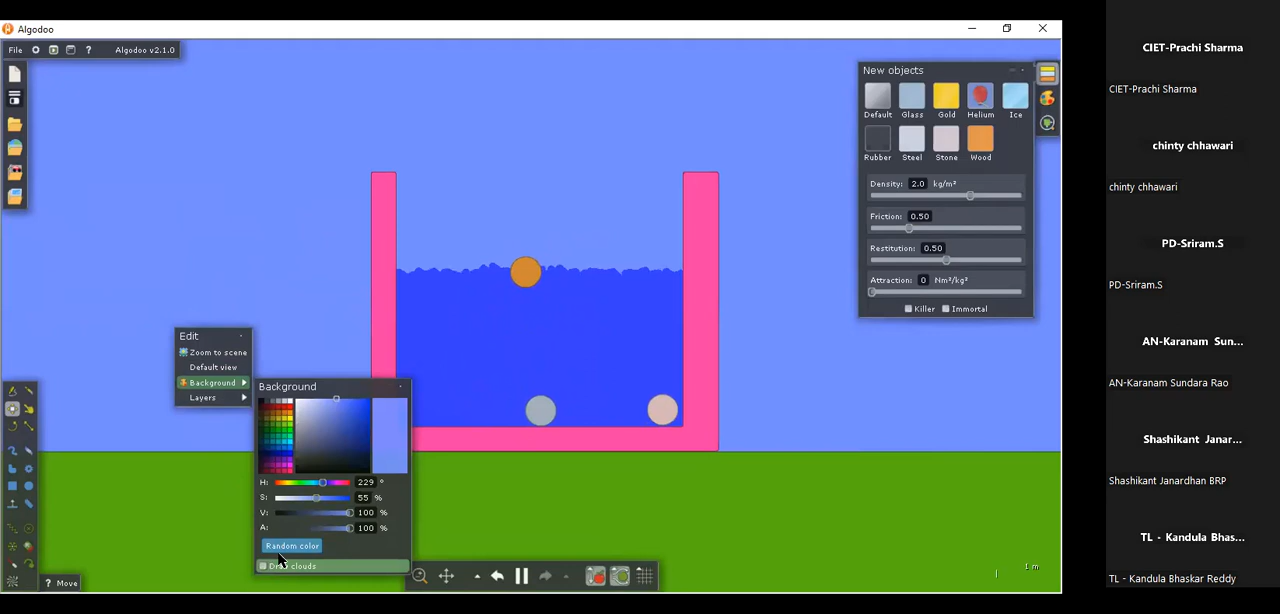 Algodoo
File ? Algodoo v2.1.0
New objects
Default Glass Gold Helium Ice
Rubber Steel Stone Wood
Density: 2.0 kg/m²
Friction: 0.50
Restitution: 0.50
Attraction: 0 Nm²/kg²
Killer Immortal
Edit
Zoom to scene
Default view
Background
Layers
Background
H: 229 °
S: 55 %
V: 100 %
A: 100 %
Random color
Draw clouds
? Move
1 m
CIET-Prachi Sharma
CIET-Prachi Sharma
chinty chhawari
chinty chhawari
PD-Sriram.S
PD-Sriram.S
AN-Karanam Sun...
AN-Karanam Sundara Rao
Shashikant Janar...
Shashikant Janardhan BRP
TL - Kandula Bhas...
TL - Kandula Bhaskar Reddy